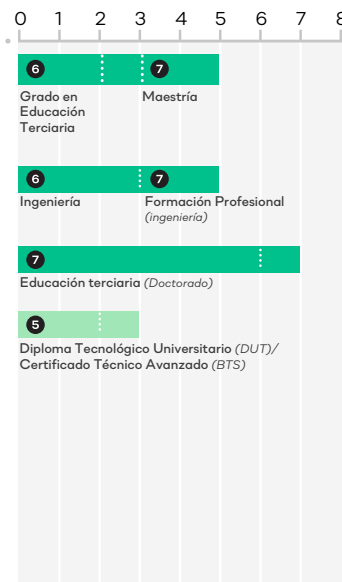 0 1 2 3 4 5 6 7 8
6 7
Grado en Maestría
Educación
Terciaria
6 7
Ingeniería Formación Profesional
(ingeniería)
7
Educación terciaria (Doctorado)
5
Diploma Tecnológico Universitario (DUT)/
Certificado Técnico Avanzado (BTS)